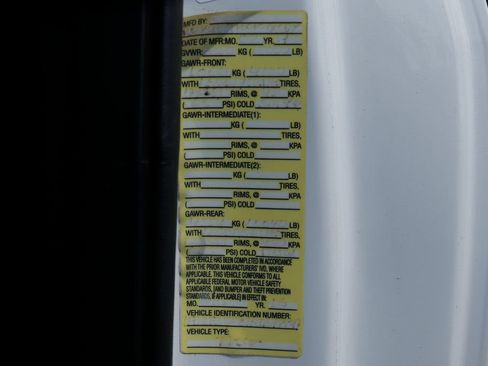 MFD BY:
DATE OF MFR:MO. YR.
GVWR: KG ( LB)
GAWR-FRONT:
KG ( LB)
WITH TIRES,
RIMS, @ KPA
( PSI) COLD
GAWR-INTERMEDIATE(1):
KG ( LB)
WITH TIRES,
RIMS, @ KPA
( PSI) COLD
GAWR-INTERMEDIATE(2):
KG ( LB)
WITH TIRES,
RIMS, @ KPA
( PSI) COLD
GAWR-REAR:
KG ( LB)
WITH TIRES,
RIMS, @ KPA
( PSI) COLD
THIS VEHICLE HAS BEEN COMPLETED IN ACCORDANCE
WITH THE PRIOR MANUFACTURERS' IVD, WHERE
APPLICABLE. THIS VEHICLE CONFORMS TO ALL
APPLICABLE FEDERAL MOTOR VEHICLE SAFETY
STANDARDS, [AND BUMPER AND THEFT PREVENTION
STANDARDS, IF APPLICABLE] IN EFFECT IN:
MO. YR.
VEHICLE IDENTIFICATION NUMBER:
VEHICLE TYPE: